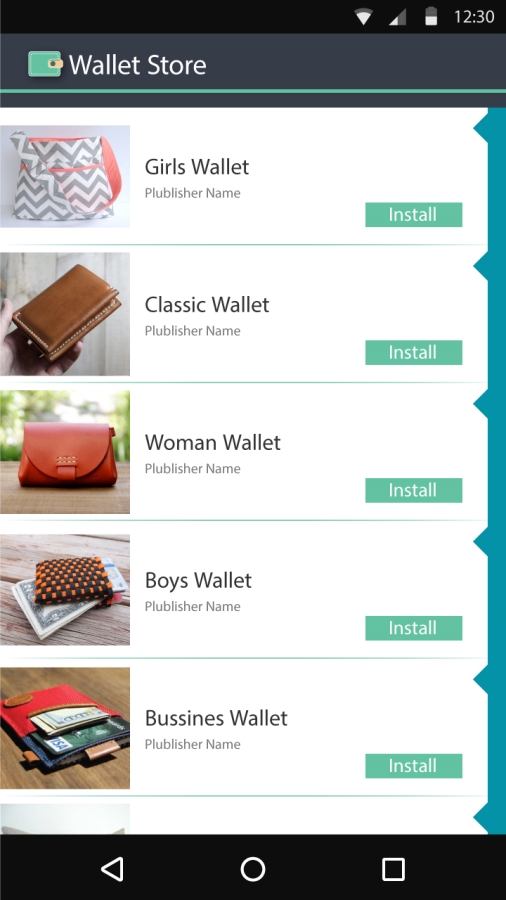 12:30
Wallet Store
Girls Wallet
Plublisher Name
Install
Classic Wallet
Plublisher Name
Install
Woman Wallet
Plublisher Name
Install
Boys Wallet
Plublisher Name
Install
Bussines Wallet
Plublisher Name
Install